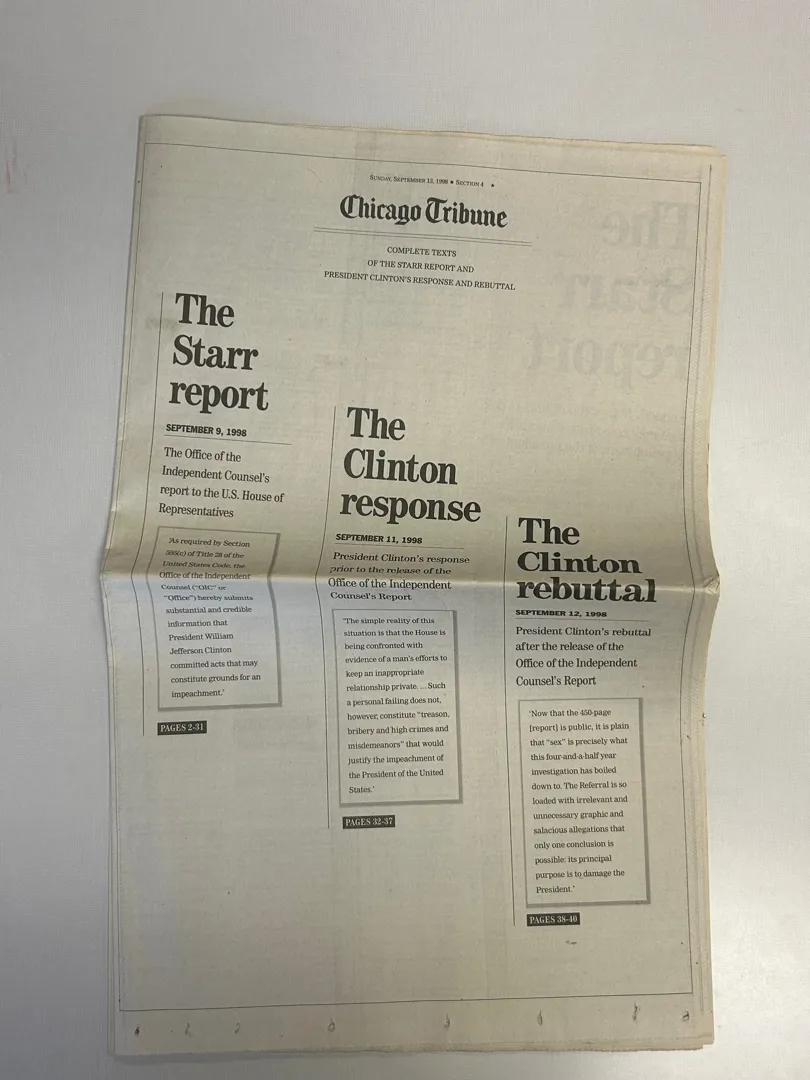 SUNDAY, SEPTEMBER 13, 1998 ★ SECTION 4 ★
Chicago Tribune
COMPLETE TEXTS
OF THE STARR REPORT AND
PRESIDENT CLINTON'S RESPONSE AND REBUTTAL
The
Starr
report
SEPTEMBER 9, 1998
The Office of the
Independent Counsel's
report to the U.S. House of
Representatives
'As required by Section
595(c) of Title 28 of the
United States Code, the
Office of the Independent
Counsel ("OIC" or
"Office") hereby submits
substantial and credible
information that
President William
Jefferson Clinton
committed acts that may
constitute grounds for an
impeachment.'
PAGES 2-31
The
Clinton
response
SEPTEMBER 11, 1998
President Clinton's response
prior to the release of the
Office of the Independent
Counsel's Report
'The simple reality of this
situation is that the House is
being confronted with
evidence of a man's efforts to
keep an inappropriate
relationship private. ... Such
a personal failing does not,
however, constitute "treason,
bribery and high crimes and
misdemeanors" that would
justify the impeachment of
the President of the United
States.'
PAGES 32-37
The
Clinton
rebuttal
SEPTEMBER 12, 1998
President Clinton's rebuttal
after the release of the
Office of the Independent
Counsel's Report
'Now that the 450-page
[report] is public, it is plain
that "sex" is precisely what
this four-and-a-half year
investigation has boiled
down to. The Referral is so
loaded with irrelevant and
unnecessary graphic and
salacious allegations that
only one conclusion is
possible: its principal
purpose is to damage the
President.'
PAGES 38-40